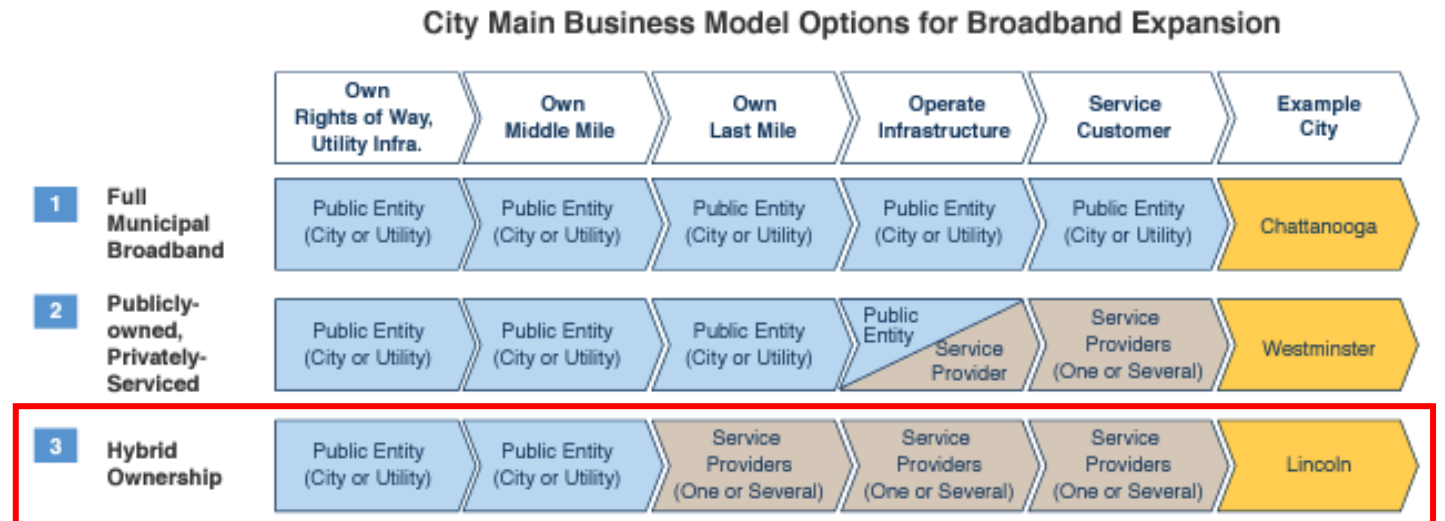 City Main Business Model Options for Broadband Expansion
Own
Rights of Way,
Utility Infra.
Own
Middle Mile
Own
Last Mile
Operate
Infrastructure
Service
Customer
Example
City
1
Full
Municipal
Broadband
Public Entity
(City or Utility)
Public Entity
(City or Utility)
Public Entity
(City or Utility)
Public Entity
(City or Utility)
Public Entity
(City or Utility)
Chattanooga
2
Publicly-
owned,
Privately-
Serviced
Public Entity
(City or Utility)
Public Entity
(City or Utility)
Public Entity
(City or Utility)
Public
Entity
Service
Provider
Service
Providers
(One or Several)
Westminster
3
Hybrid
Ownership
Public Entity
(City or Utility)
Public Entity
(City or Utility)
Service
Providers
(One or Several)
Service
Providers
(One or Several)
Service
Providers
(One or Several)
Lincoln